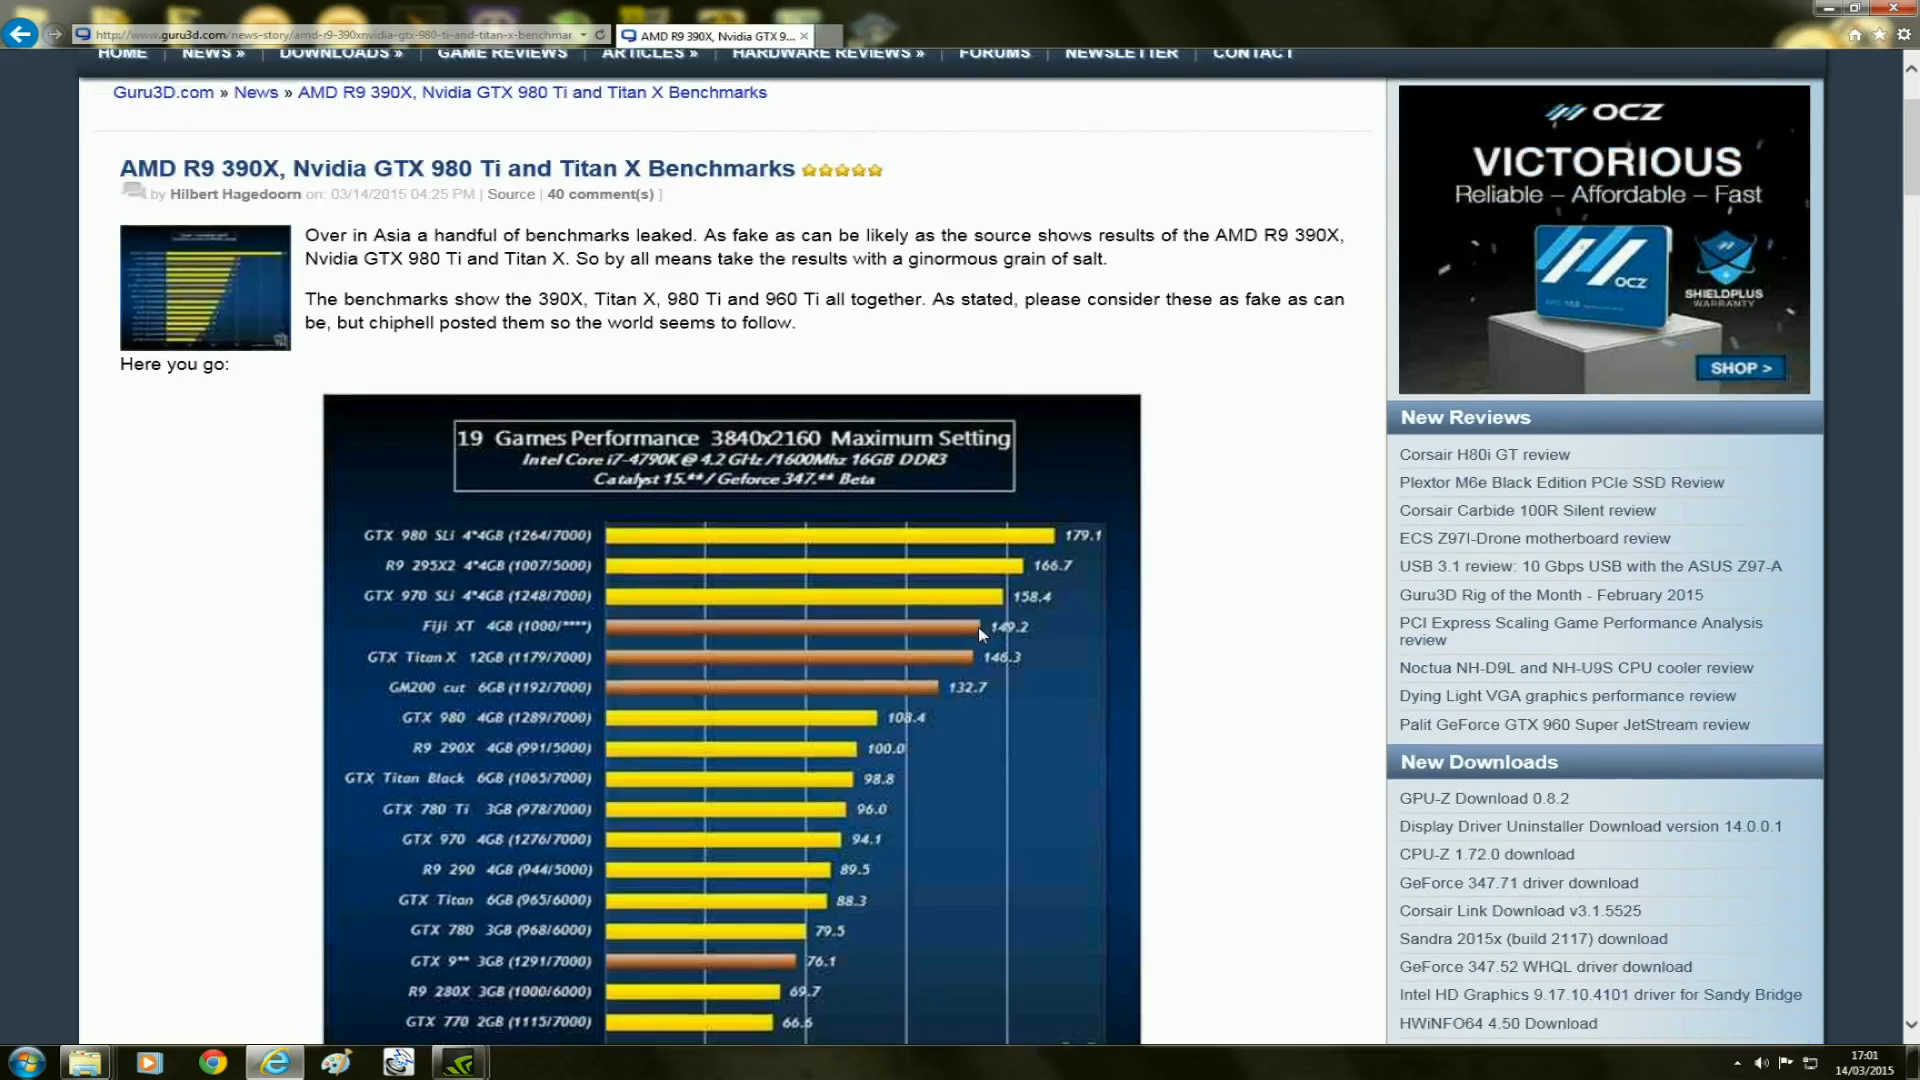 http://www.guru3d.com/news-story/amd-r9-390xnvidia-gtx-980-ti-and-titan-x-benchmar
AMD R9 390X, Nvidia GTX 9...
HOME
NEWS »
DOWNLOADS »
GAME REVIEWS
ARTICLES »
HARDWARE REVIEWS »
FORUMS
NEWSLETTER
CONTACT
Guru3D.com » News » AMD R9 390X, Nvidia GTX 980 Ti and Titan X Benchmarks
AMD R9 390X, Nvidia GTX 980 Ti and Titan X Benchmarks
by Hilbert Hagedoorn on: 03/14/2015 04:25 PM | Source | 40 comment(s) ]
Over in Asia a handful of benchmarks leaked. As fake as can be likely as the source shows results of the AMD R9 390X,
Nvidia GTX 980 Ti and Titan X. So by all means take the results with a ginormous grain of salt.
The benchmarks show the 390X, Titan X, 980 Ti and 960 Ti all together. As stated, please consider these as fake as can
be, but chiphell posted them so the world seems to follow.
Here you go:
19 Games Performance 3840x2160 Maximum Setting
Intel Core i7-4790K @ 4.2 GHz /1600Mhz 16GB DDR3
Catalyst 15.** / Geforce 347.** Beta
GTX 980 SLi 4*4GB (1264/7000) 179.1
R9 295X2 4*4GB (1007/5000) 166.7
GTX 970 SLi 4*4GB (1248/7000) 158.4
Fiji XT 4GB (1000/****) 149.2
GTX Titan X 12GB (1179/7000) 146.3
GM200 cut 6GB (1192/7000) 132.7
GTX 980 4GB (1289/7000) 108.4
R9 290X 4GB (991/5000) 100.0
GTX Titan Black 6GB (1065/7000) 98.8
GTX 780 Ti 3GB (978/7000) 96.0
GTX 970 4GB (1276/7000) 94.1
R9 290 4GB (944/5000) 89.5
GTX Titan 6GB (965/6000) 88.3
GTX 780 3GB (968/6000) 79.5
GTX 9** 3GB (1291/7000) 76.1
R9 280X 3GB (1000/6000) 69.7
GTX 770 2GB (1115/7000) 66.6
OCZ
VICTORIOUS
Reliable – Affordable – Fast
OCZ
SHIELDPLUS
WARRANTY
SHOP >
New Reviews
Corsair H80i GT review
Plextor M6e Black Edition PCIe SSD Review
Corsair Carbide 100R Silent review
ECS Z97I-Drone motherboard review
USB 3.1 review: 10 Gbps USB with the ASUS Z97-A
Guru3D Rig of the Month - February 2015
PCI Express Scaling Game Performance Analysis
review
Noctua NH-D9L and NH-U9S CPU cooler review
Dying Light VGA graphics performance review
Palit GeForce GTX 960 Super JetStream review
New Downloads
GPU-Z Download 0.8.2
Display Driver Uninstaller Download version 14.0.0.1
CPU-Z 1.72.0 download
GeForce 347.71 driver download
Corsair Link Download v3.1.5525
Sandra 2015x (build 2117) download
GeForce 347.52 WHQL driver download
Intel HD Graphics 9.17.10.4101 driver for Sandy Bridge
HWiNFO64 4.50 Download
17:01
14/03/2015